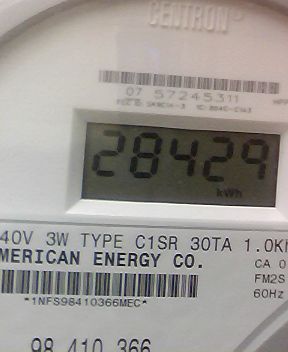 CENTRON
07 57245311
28429
kWh
40V 3W TYPE C1SR 30TA 1.0K
MERICAN ENERGY CO.
CA 0
FM2S
60Hz
*1NFS98410366MEC*
98 410 366